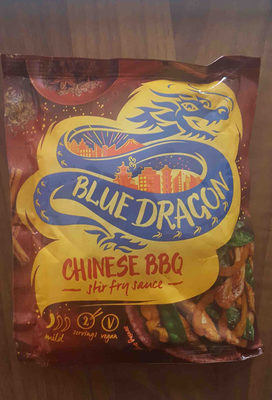 BLUE DRAGON
CHINESE BBQ
stir fry sauce
mild
2
servings
V
vegan